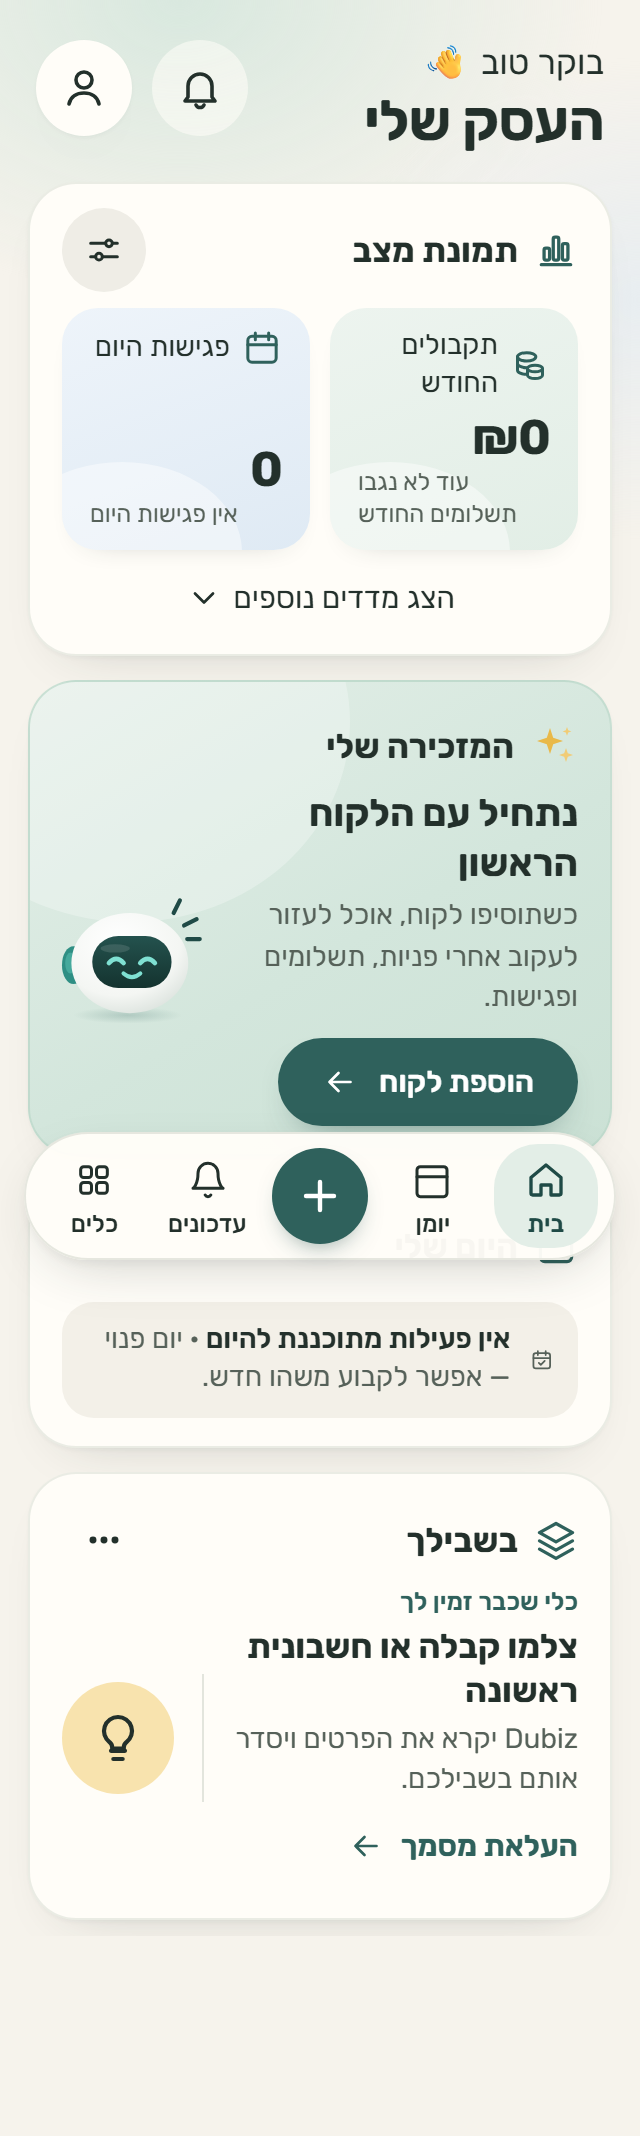 בוקר טוב 👋
העסק שלי
תמונת מצב
תקבולים
החודש
₪0
עוד לא נגבו
תשלומים החודש
פגישות היום
0
אין פגישות היום
הצג מדדים נוספים
המזכירה שלי
נתחיל עם הלקוח
הראשון
כשתוסיפו לקוח, אוכל לעזור
לעקוב אחרי פניות, תשלומים
ופגישות.
הוספת לקוח
בית
יומן
עדכונים
כלים
היום שלי
אין פעילות מתוכננת להיום • יום פנוי
— אפשר לקבוע משהו חדש.
בשבילך
כלי שכבר זמין לך
צלמו קבלה או חשבונית
ראשונה
Dubiz יקרא את הפרטים ויסדר
אותם בשבילכם.
העלאת מסמך